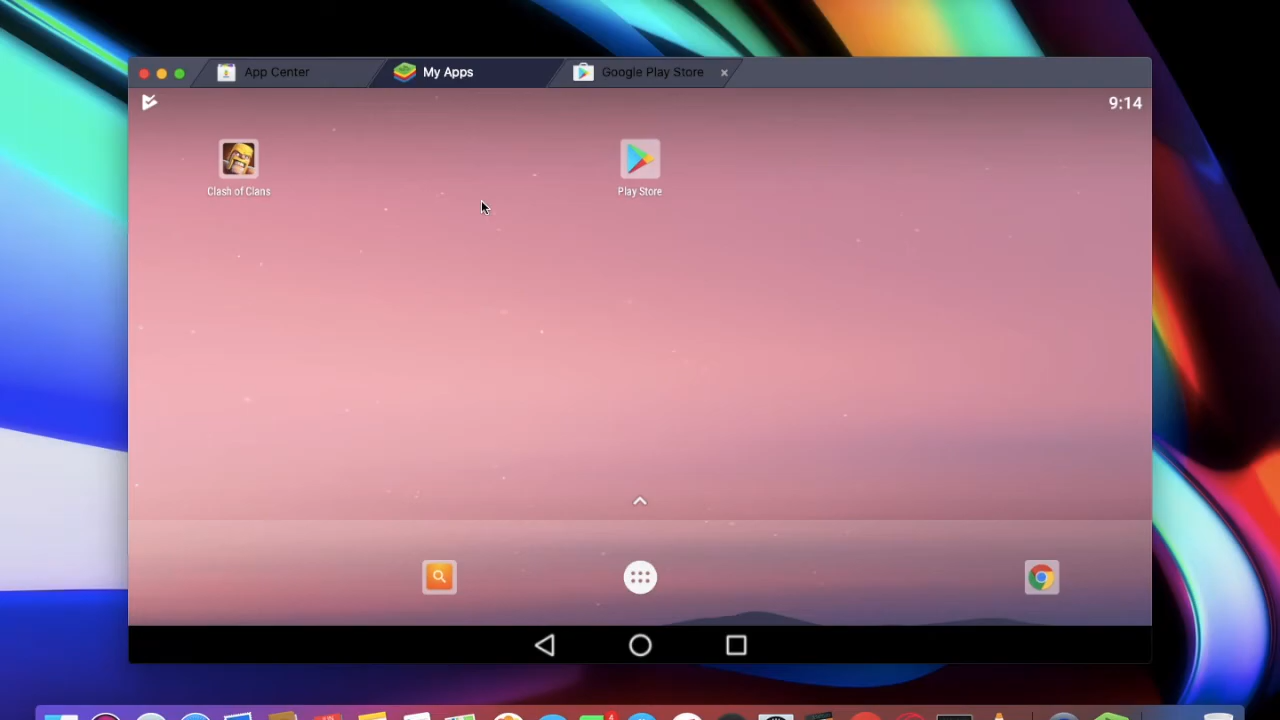 App Center
My Apps
Google Play Store
9:14
Clash of Clans
Play Store